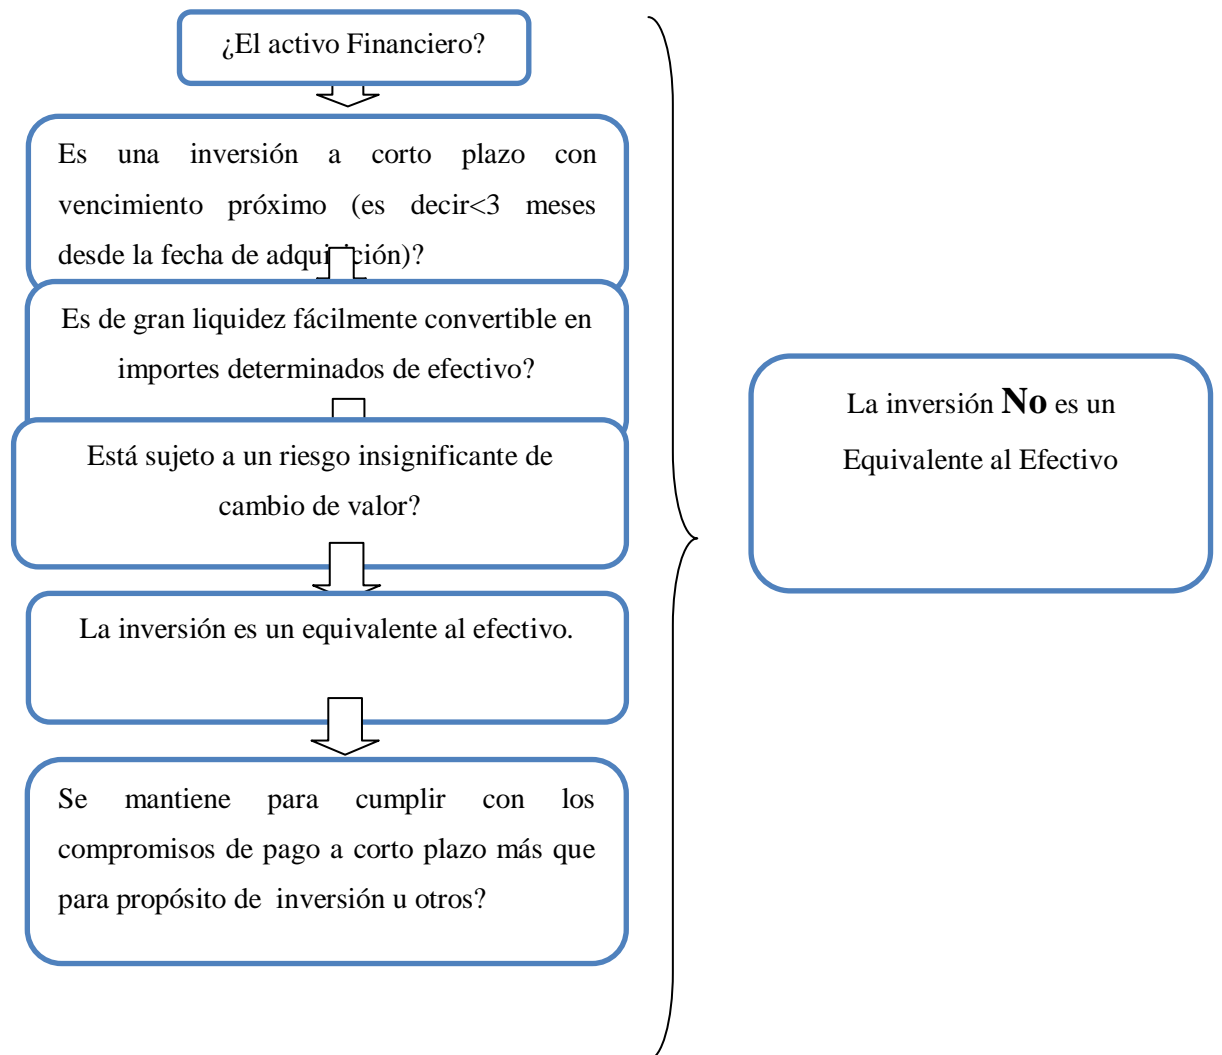 ¿El activo Financiero?
Es una inversión a corto plazo con
vencimiento próximo (es decir<3 meses
desde la fecha de adquisición)?
Es de gran liquidez fácilmente convertible en
importes determinados de efectivo?
Está sujeto a un riesgo insignificante de
cambio de valor?
La inversión es un equivalente al efectivo.
Se mantiene para cumplir con los
compromisos de pago a corto plazo más que
para propósito de inversión u otros?
La inversión No es un
Equivalente al Efectivo